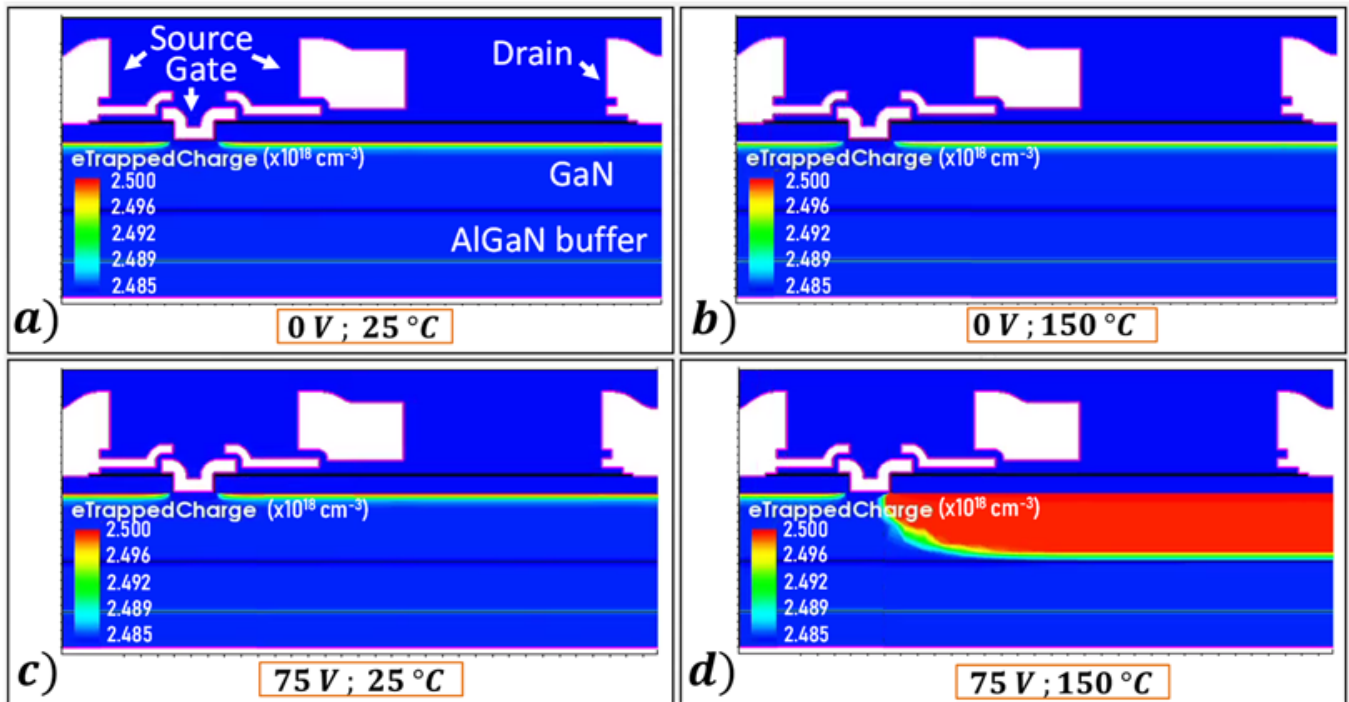 Source
Gate
Drain
eTrappedCharge (x10¹⁸ cm⁻³)
2.500
2.496
2.492
2.489
2.485
GaN
AlGaN buffer
a)
0 V ; 25 °C
eTrappedCharge (x10¹⁸ cm⁻³)
2.500
2.496
2.492
2.489
2.485
b)
0 V ; 150 °C
eTrappedCharge (x10¹⁸ cm⁻³)
2.500
2.496
2.492
2.489
2.485
c)
75 V ; 25 °C
eTrappedCharge (x10¹⁸ cm⁻³)
2.500
2.496
2.492
2.489
2.485
d)
75 V ; 150 °C